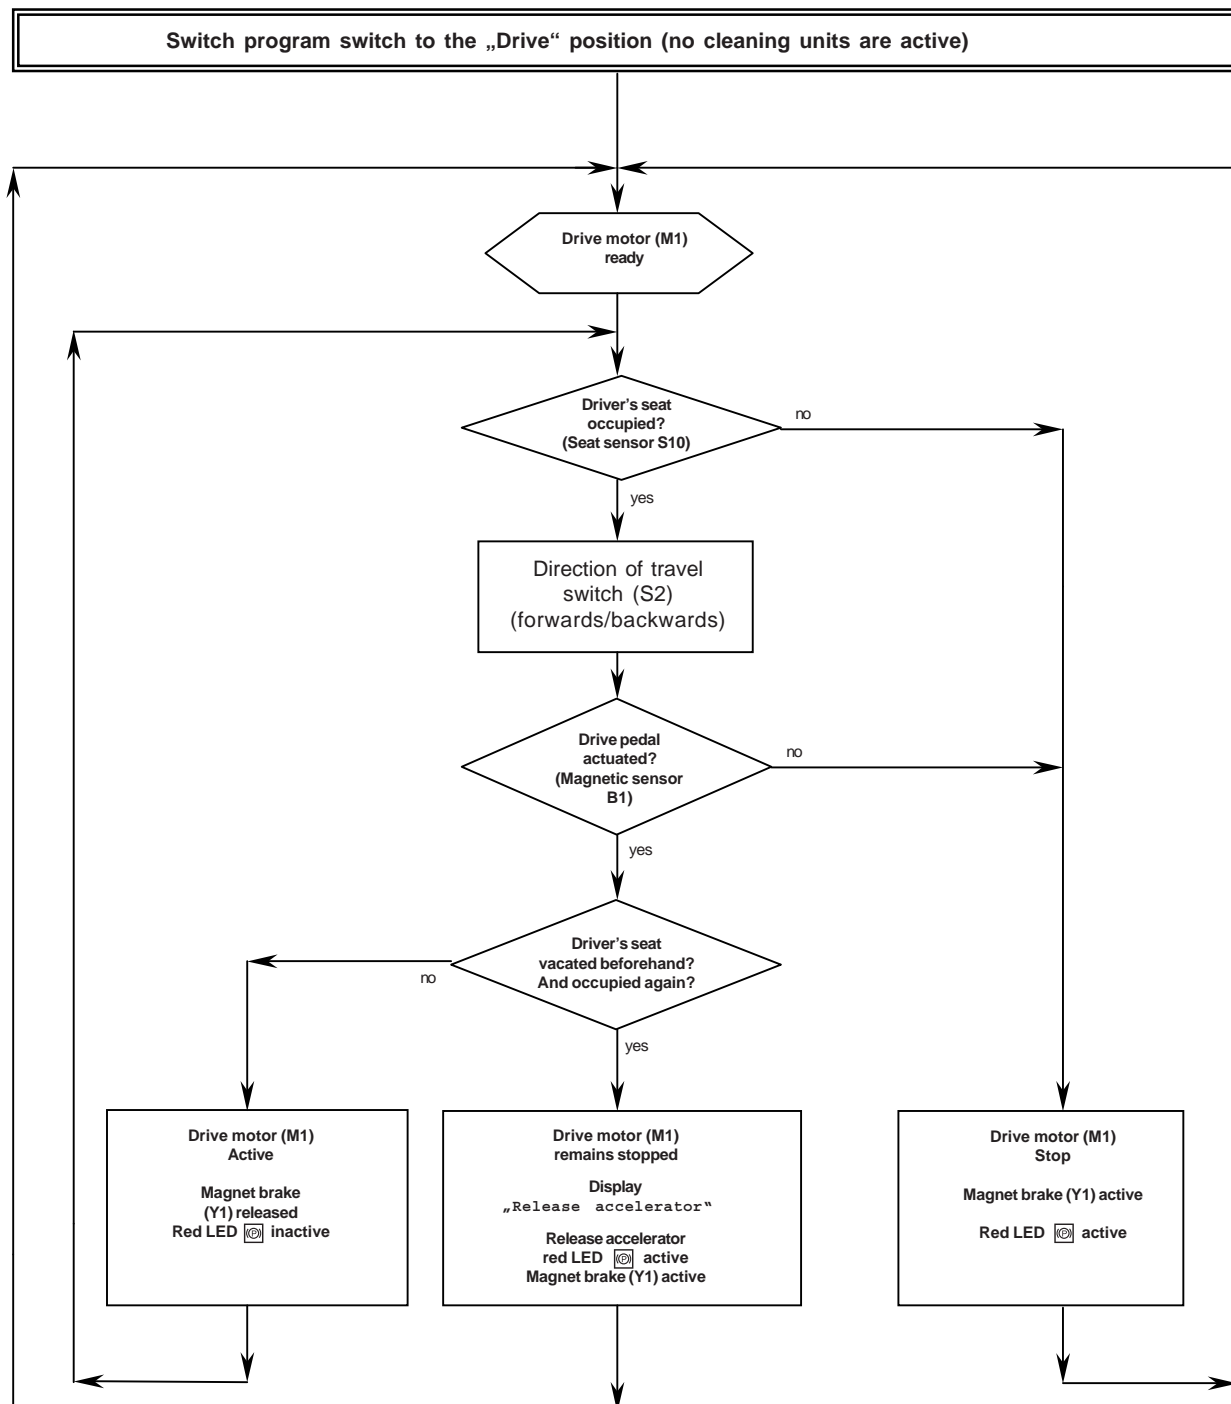 Switch program switch to the „Drive“ position (no cleaning units are active)
Drive motor (M1)
ready
Driver's seat
occupied?
(Seat sensor S10)
no
yes
Direction of travel
switch (S2)
(forwards/backwards)
Drive pedal
actuated?
(Magnetic sensor
B1)
no
yes
Driver's seat
vacated beforehand?
And occupied again?
no
yes
Drive motor (M1)
Active
Magnet brake
(Y1) released
Red LED (P) inactive
Drive motor (M1)
remains stopped
Display
„Release accelerator“
Release accelerator
red LED (P) active
Magnet brake (Y1) active
Drive motor (M1)
Stop
Magnet brake (Y1) active
Red LED (P) active